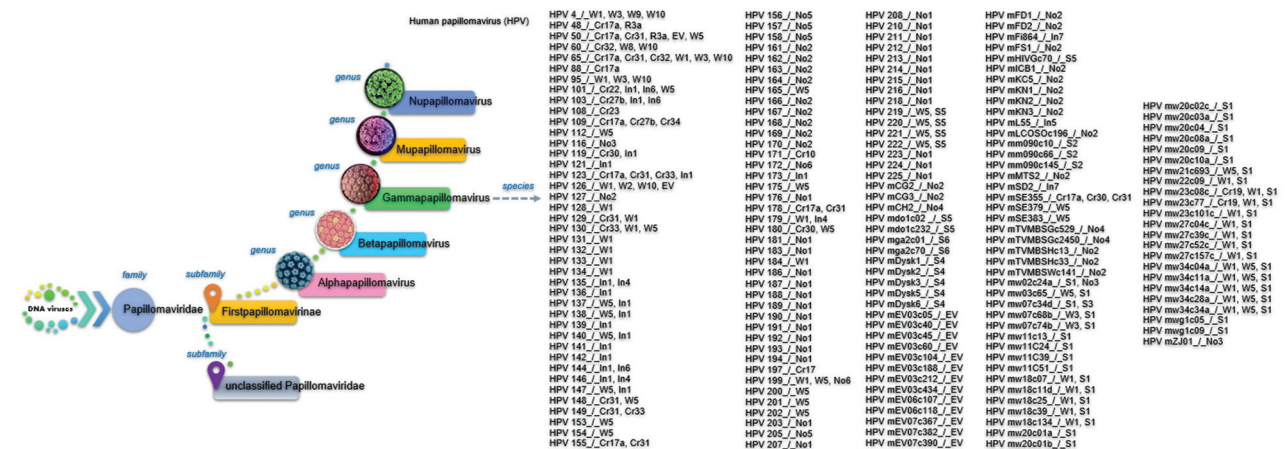 Human papillomavirus (HPV)
genus
Nupapillomavirus
genus
Mupapillomavirus
genus
Gammapapillomavirus
species
genus
Betapapillomavirus
genus
Alphapapillomavirus
family
subfamily
DNA viruses
Papillomaviridae
Firstpapillomavirinae
subfamily
unclassified Papillomaviridae
HPV 4_/_W1, W3, W9, W10
HPV 48_/_Cr17a, R3a
HPV 50_/_Cr17a, Cr31, R3a, EV, W5
HPV 60_/_Cr32, W8, W10
HPV 65_/_Cr17a, Cr31, Cr32, W1, W3, W10
HPV 88_/_Cr17a
HPV 95_/_W1, W3, W10
HPV 101_/_Cr22, In1, In6, W5
HPV 103_/_Cr27b, In1, In6
HPV 108_/_Cr23
HPV 109_/_Cr17a, Cr27b, Cr34
HPV 112_/_W5
HPV 116_/_No3
HPV 119_/_Cr30, In1
HPV 121_/_In1
HPV 123_/_Cr17a, Cr31, Cr33, In1
HPV 126_/_W1, W2, W10, EV
HPV 127_/_No2
HPV 128_/_W1
HPV 129_/_Cr31, W1
HPV 130_/_Cr33, W1, W5
HPV 131_/_W1
HPV 132_/_W1
HPV 133_/_W1
HPV 134_/_W1
HPV 135_/_In1, In4
HPV 136_/_In1
HPV 137_/_W5, In1
HPV 138_/_W5, In1
HPV 139_/_In1
HPV 140_/_W5, In1
HPV 141_/_In1
HPV 142_/_In1
HPV 144_/_In1, In6
HPV 146_/_In1, In4
HPV 147_/_W5, In1
HPV 148_/_Cr31, W5
HPV 149_/_Cr31, Cr33
HPV 153_/_W5
HPV 154_/_W5
HPV 155_/_Cr17a, Cr31
HPV 156_/_No5
HPV 157_/_No5
HPV 158_/_No5
HPV 161_/_No2
HPV 162_/_No2
HPV 163_/_No2
HPV 164_/_No2
HPV 165_/_W5
HPV 166_/_No2
HPV 167_/_No2
HPV 168_/_No2
HPV 169_/_No2
HPV 170_/_No2
HPV 171_/_Cr10
HPV 172_/_No6
HPV 173_/_In1
HPV 175_/_W5
HPV 176_/_No1
HPV 178_/_Cr17a, Cr31
HPV 179_/_W1, In4
HPV 180_/_Cr30, W5
HPV 181_/_No1
HPV 183_/_No1
HPV 184_/_W1
HPV 186_/_No1
HPV 187_/_No1
HPV 188_/_No1
HPV 189_/_No1
HPV 190_/_No1
HPV 191_/_No1
HPV 192_/_No1
HPV 193_/_No1
HPV 194_/_No1
HPV 197_/_Cr17
HPV 199_/_W1, W5, No6
HPV 200_/_W5
HPV 201_/_W5
HPV 202_/_W5
HPV 203_/_No1
HPV 205_/_No5
HPV 207_/_No1
HPV 208_/_No1
HPV 210_/_No1
HPV 211_/_No1
HPV 212_/_No1
HPV 213_/_No1
HPV 214_/_No1
HPV 215_/_No1
HPV 216_/_No1
HPV 218_/_No1
HPV 219_/_W5, S5
HPV 220_/_W5, S5
HPV 221_/_W5, S5
HPV 222_/_W5, S5
HPV 223_/_No1
HPV 224_/_No1
HPV 225_/_No1
HPV mCG2_/_No2
HPV mCG3_/_No2
HPV mCH2_/_No4
HPV mdo1c02_/_S5
HPV mdo1c232_/_S5
HPV mga2c01_/_S6
HPV mga2c70_/_S6
HPV mDysk1_/_S4
HPV mDysk2_/_S4
HPV mDysk3_/_S4
HPV mDysk5_/_S4
HPV mDysk6_/_S4
HPV mEV03c05_/_EV
HPV mEV03c40_/_EV
HPV mEV03c45_/_EV
HPV mEV03c60_/_EV
HPV mEV03c104_/_EV
HPV mEV03c188_/_EV
HPV mEV03c212_/_EV
HPV mEV03c434_/_EV
HPV mEV06c107_/_EV
HPV mEV06c118_/_EV
HPV mEV07c367_/_EV
HPV mEV07c382_/_EV
HPV mEV07c390_/_EV
HPV mFD1_/_No2
HPV mFD2_/_No2
HPV mFi864_/_In7
HPV mFS1_/_No2
HPV mHIVGc70_/_S5
HPV mICB1_/_No2
HPV mKC5_/_No2
HPV mKN1_/_No2
HPV mKN2_/_No2
HPV mKN3_/_No2
HPV mL55_/_In5
HPV mLCOSOc196_/_No2
HPV mm090c10_/_S2
HPV mm090c66_/_S2
HPV mm090c145_/_S2
HPV mMTS2_/_No2
HPV mSD2_/_In7
HPV mSE355_/_Cr17a, Cr30, Cr31
HPV mSE379_/_W5
HPV mSE383_/_W5
HPV mTVMBSGc529_/_No4
HPV mTVMBSGc2450_/_No4
HPV mTVMBSHc13_/_No2
HPV mTVMBSHc33_/_No2
HPV mTVMBSWc141_/_No2
HPV mw02c24a_/_S1, No3
HPV mw03c65_/_W5, S1
HPV mw07c34d_/_S1, S3
HPV mw07c68b_/_W3, S1
HPV mw07c74b_/_W3, S1
HPV mw11c13_/_S1
HPV mw11C24_/_S1
HPV mw11C39_/_S1
HPV mw11C51_/_S1
HPV mw18c07_/_W1, S1
HPV mw18c11d_/_W1, S1
HPV mw18c25_/_W1, S1
HPV mw18c39_/_W1, S1
HPV mw18c134_/_W1, S1
HPV mw20c01a_/_S1
HPV mw20c01b_/_S1
HPV mw20c02c_/_S1
HPV mw20c03a_/_S1
HPV mw20c04_/_S1
HPV mw20c08a_/_S1
HPV mw20c09_/_S1
HPV mw20c10a_/_S1
HPV mw21c693_/_W5, S1
HPV mw22c09_/_W1, S1
HPV mw23c08c_/_Cr19, W1, S1
HPV mw23c77_/_Cr19, W1, S1
HPV mw23c101c_/_W1, S1
HPV mw27c04c_/_W1, S1
HPV mw27c39c_/_W1, S1
HPV mw27c52c_/_W1, S1
HPV mw27c157c_/_W1, S1
HPV mw34c04a_/_W1, W5, S1
HPV mw34c11a_/_W1, W5, S1
HPV mw34c14a_/_W1, W5, S1
HPV mw34c28a_/_W1, W5, S1
HPV mw34c34a_/_W1, W5, S1
HPV mwg1c05_/_S1
HPV mwg1c09_/_S1
HPV mZJ01_/_No3